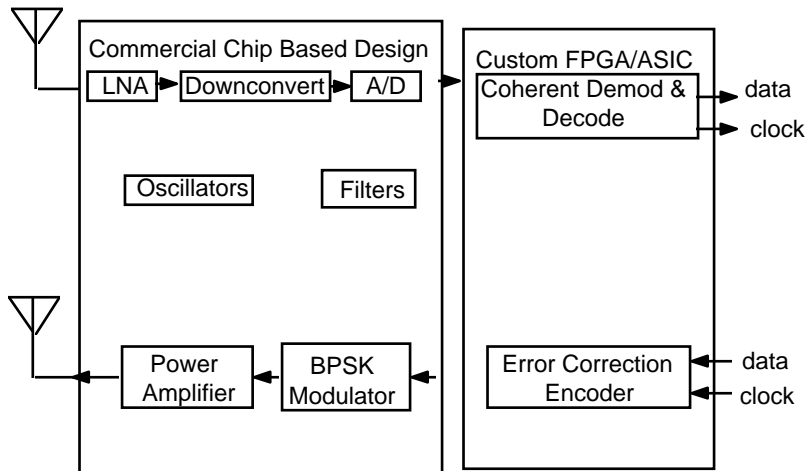 Commercial Chip Based Design
LNA
Downconvert
A/D
Oscillators
Filters
Power
Amplifier
BPSK
Modulator
Custom FPGA/ASIC
Coherent Demod &
Decode
data
clock
Error Correction
Encoder
data
clock